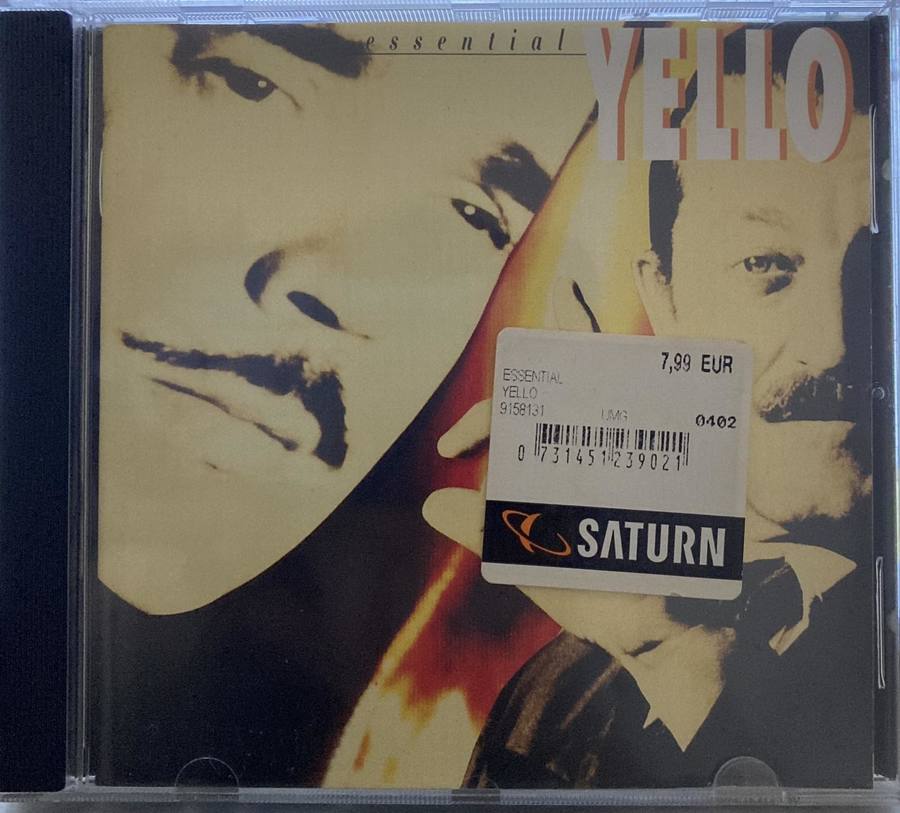 essential
YELLO
7,99 EUR
ESSENTIAL
YELLO
9158131 UMG 0402
0 731451 239021
SATURN